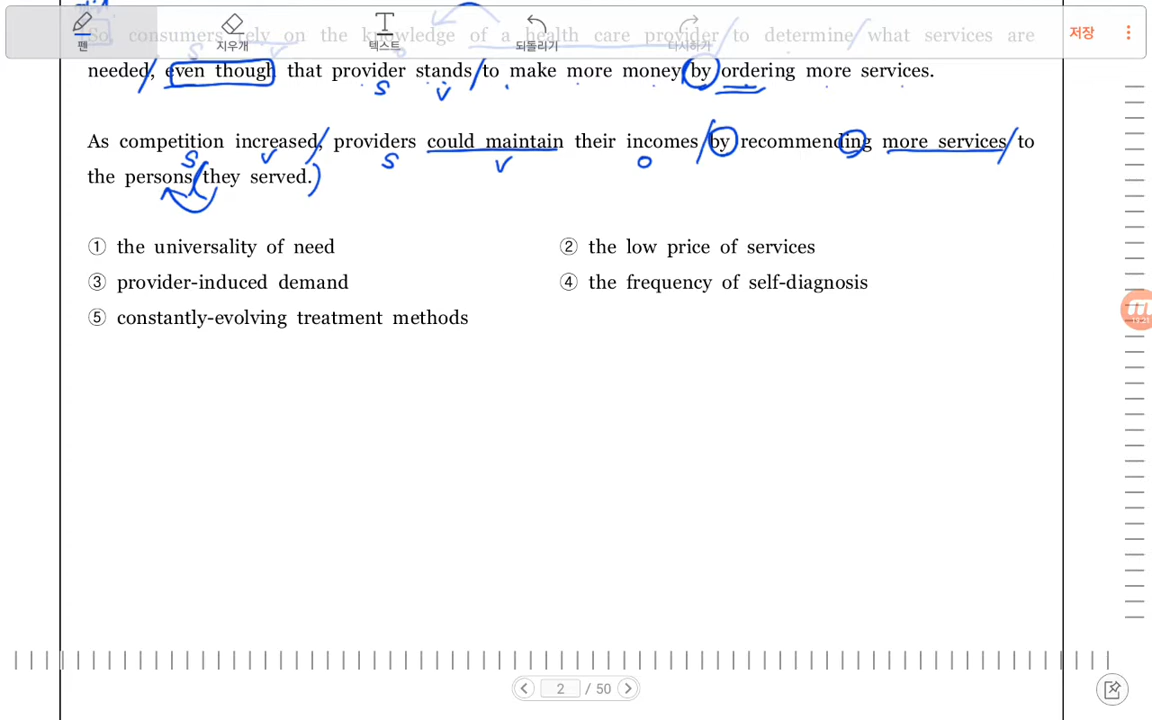 So, consumers rely on the knowledge of a health care provider to determine what services are
펜
지우개
텍스트
되돌리기
다시하기
저장
needed, even though that provider stands to make more money by ordering more services.
S V
As competition increased, providers could maintain their incomes by recommending more services to
S V S V O
the persons they served.
① the universality of need
② the low price of services
③ provider-induced demand
④ the frequency of self-diagnosis
⑤ constantly-evolving treatment methods
2 / 50